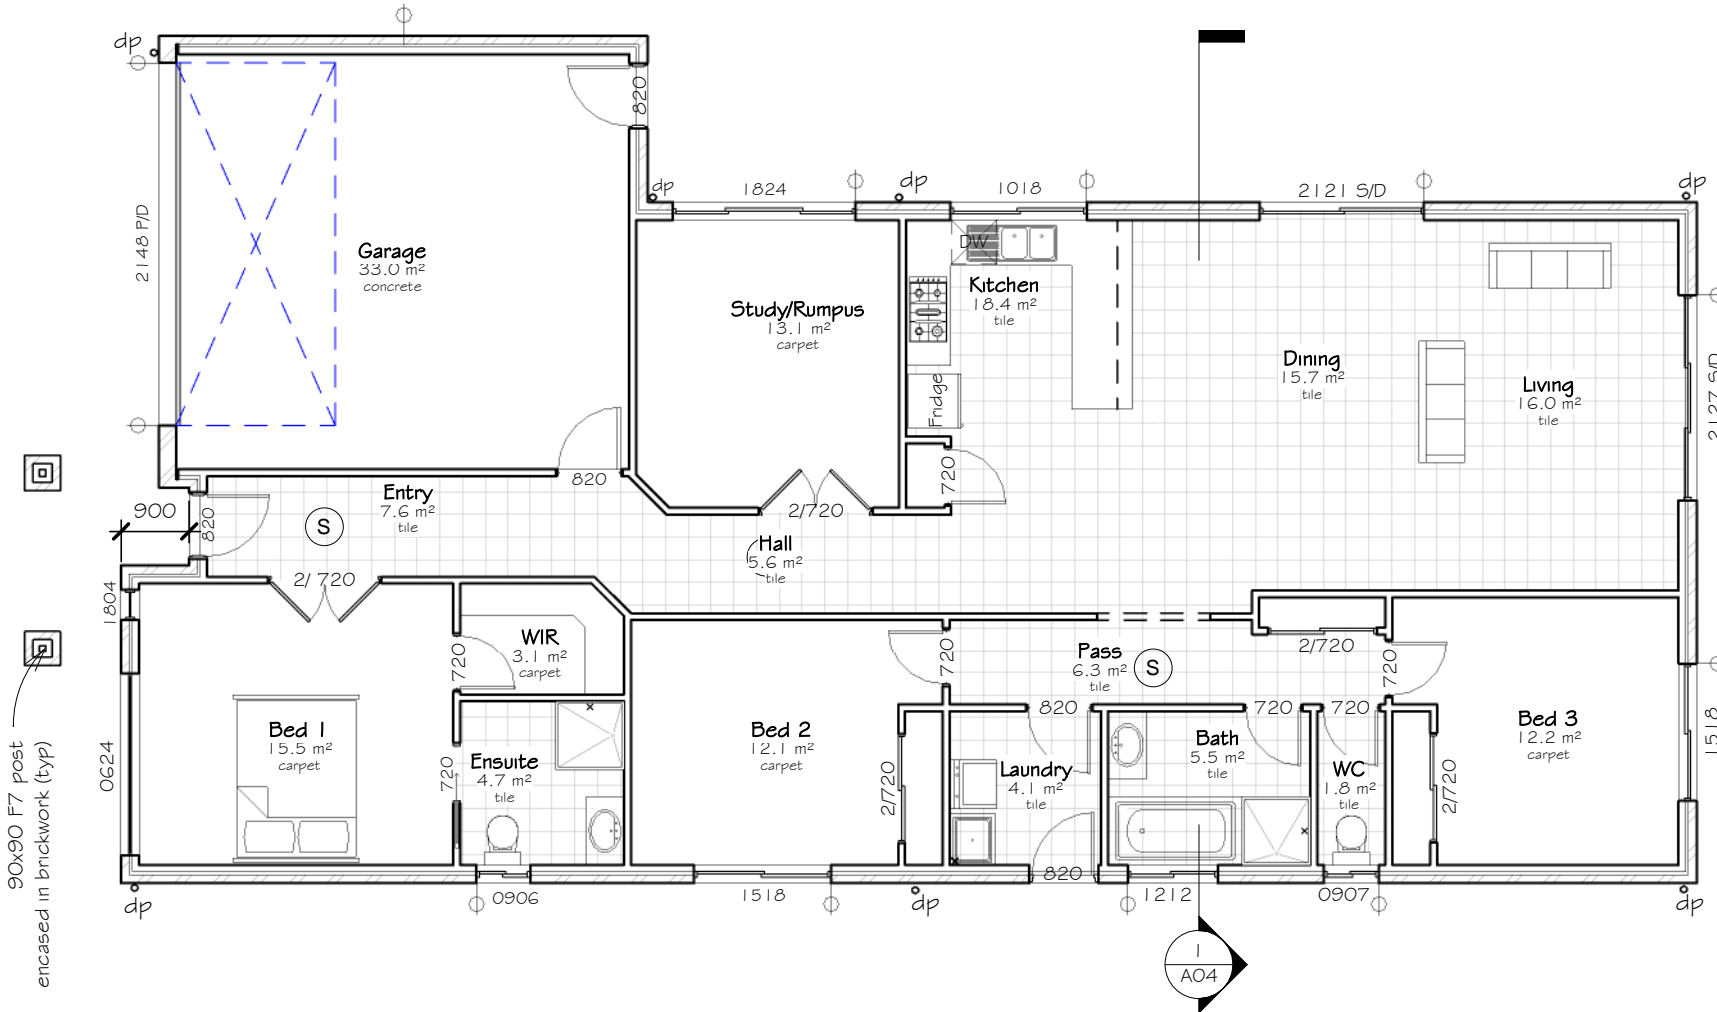 dp
820
2148 P/D
Garage
33.0 m²
concrete
dp
1824
dp
1018
2121 S/D
dp
DW
Kitchen
18.4 m²
tile
Study/Rumpus
13.1 m²
carpet
Fridge
Dining
15.7 m²
tile
Living
16.0 m²
tile
2127 S/D
720
820
Entry
7.6 m²
tile
S
900
820
2/720
Hall
5.6 m²
tile
2/ 720
1804
WIR
3.1 m²
carpet
720
720
Pass
6.3 m²
tile
S
2/720
720
820
720
720
Bed 1
15.5 m²
carpet
0624
Ensuite
4.7 m²
tile
720
Bed 2
12.1 m²
carpet
2/720
Laundry
4.1 m²
tile
Bath
5.5 m²
tile
WC
1.8 m²
tile
2/720
Bed 3
12.2 m²
carpet
1518
90x90 F7 post
encased in brickwork (typ)
dp
0906
1518
dp
820
1212
0907
dp
1
A04